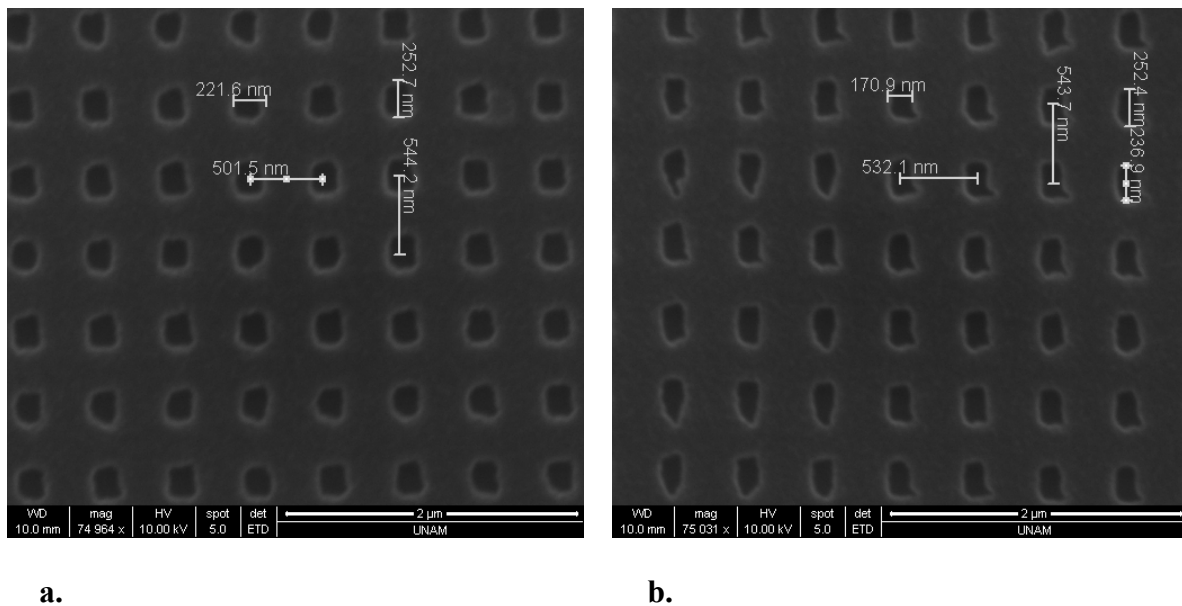 252.7 nm
221.6 nm
501.5 nm
544.2 nm
WD mag HV spot det 2 µm
10.0 mm 74 964 x 10.00 kV 5.0 ETD UNAM
252.4 nm
170.9 nm
543.7 nm
236.9 nm
532.1 nm
WD mag HV spot det 2 µm
10.0 mm 75 031 x 10.00 kV 5.0 ETD UNAM
a. b.